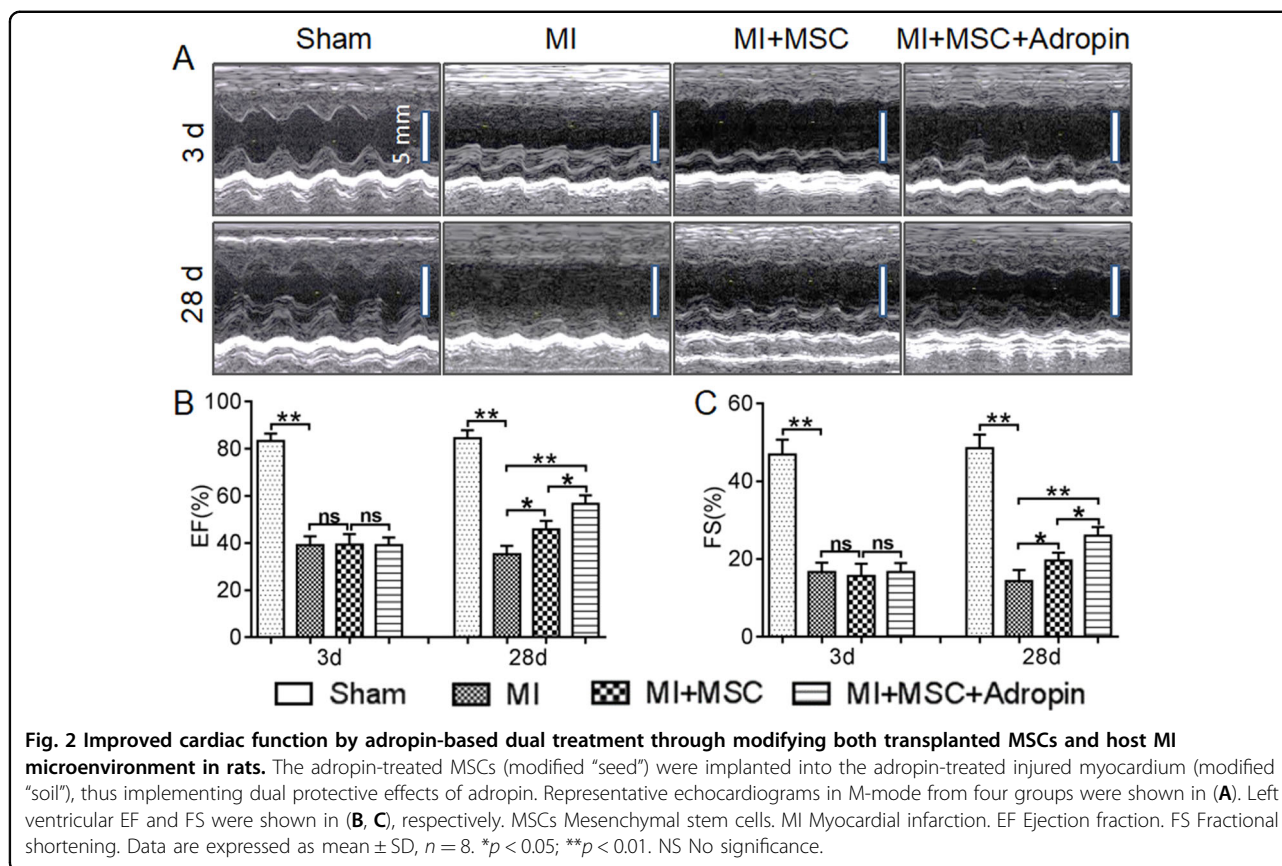 Sham MI MI+MSC MI+MSC+Adropin
A
3 d
5 mm
28 d
B
EF(%)
100
80
60
40
20
0
** ns ns ** * ** *
3d 28d
C
FS(%)
60
40
20
0
** ns ns ** * ** *
3d 28d
Sham MI MI+MSC MI+MSC+Adropin
Fig. 2 Improved cardiac function by adropin-based dual treatment through modifying both transplanted MSCs and host MI
microenvironment in rats. The adropin-treated MSCs (modified “seed”) were implanted into the adropin-treated injured myocardium (modified
“soil”), thus implementing dual protective effects of adropin. Representative echocardiograms in M-mode from four groups were shown in (A). Left
ventricular EF and FS were shown in (B, C), respectively. MSCs Mesenchymal stem cells. MI Myocardial infarction. EF Ejection fraction. FS Fractional
shortening. Data are expressed as mean ± SD, n = 8. *p < 0.05; **p < 0.01. NS No significance.